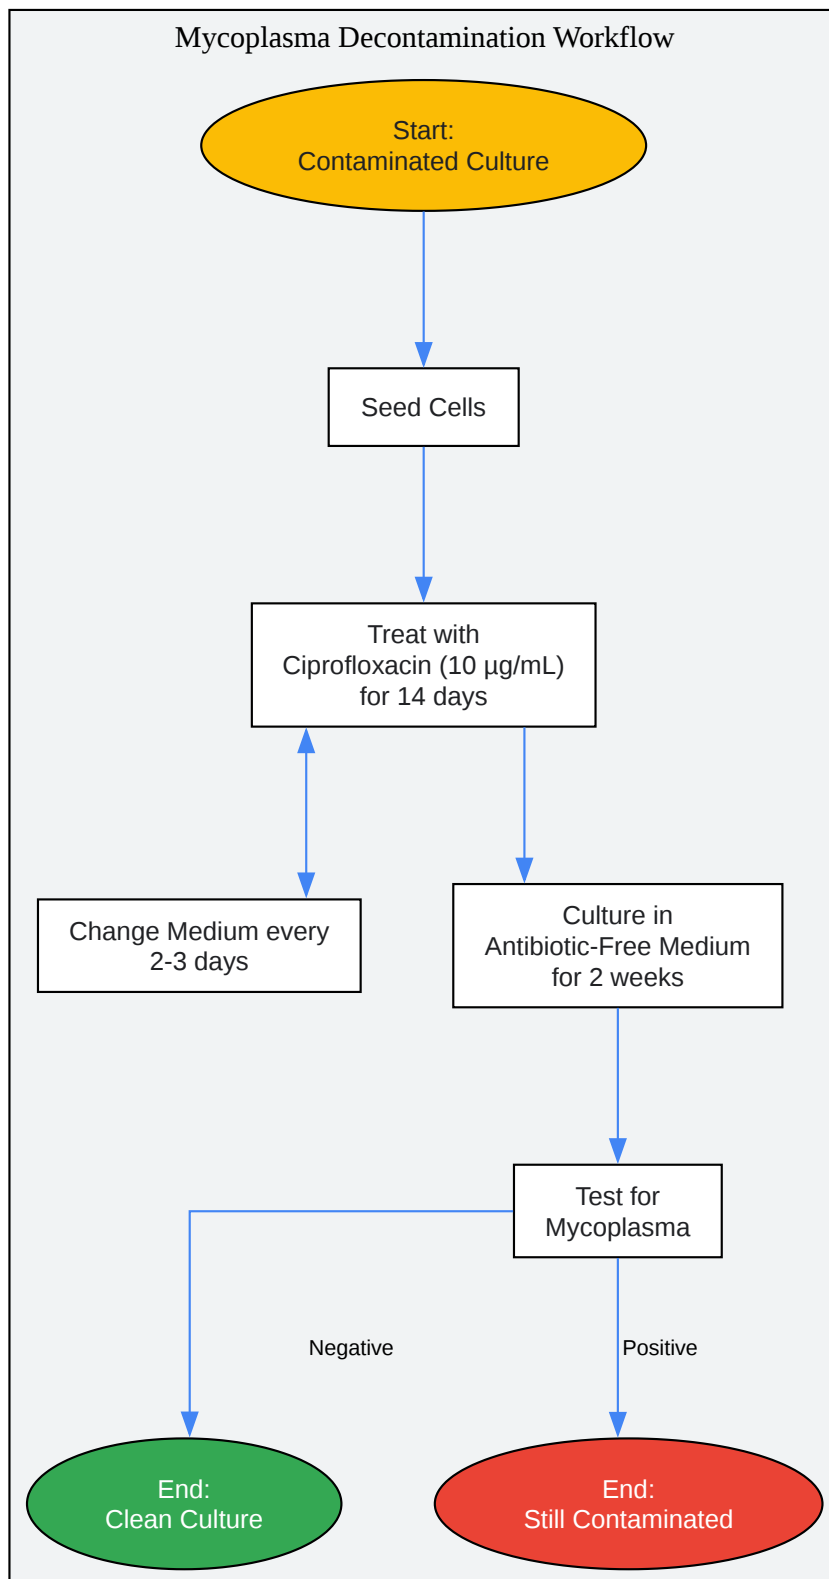 Mycoplasma Decontamination Workflow
Start:
Contaminated Culture
Seed Cells
Treat with
Ciprofloxacin (10 µg/mL)
for 14 days
Change Medium every
2-3 days
Culture in
Antibiotic-Free Medium
for 2 weeks
Test for
Mycoplasma
Negative
Positive
End:
Clean Culture
End:
Still Contaminated